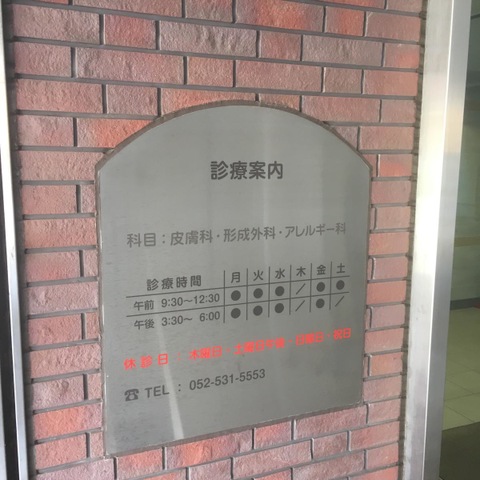 診療案内
科目：皮膚科・形成外科・アレルギー科
診療時間 月 火 水 木 金 土
午前 9:30～12:30 ● ● ● ／ ● ●
午後 3:30～ 6:00 ● ● ● ／ ● ／
休診日：木曜日・土曜日午後・日曜日・祝日
☎ TEL：052-531-5553